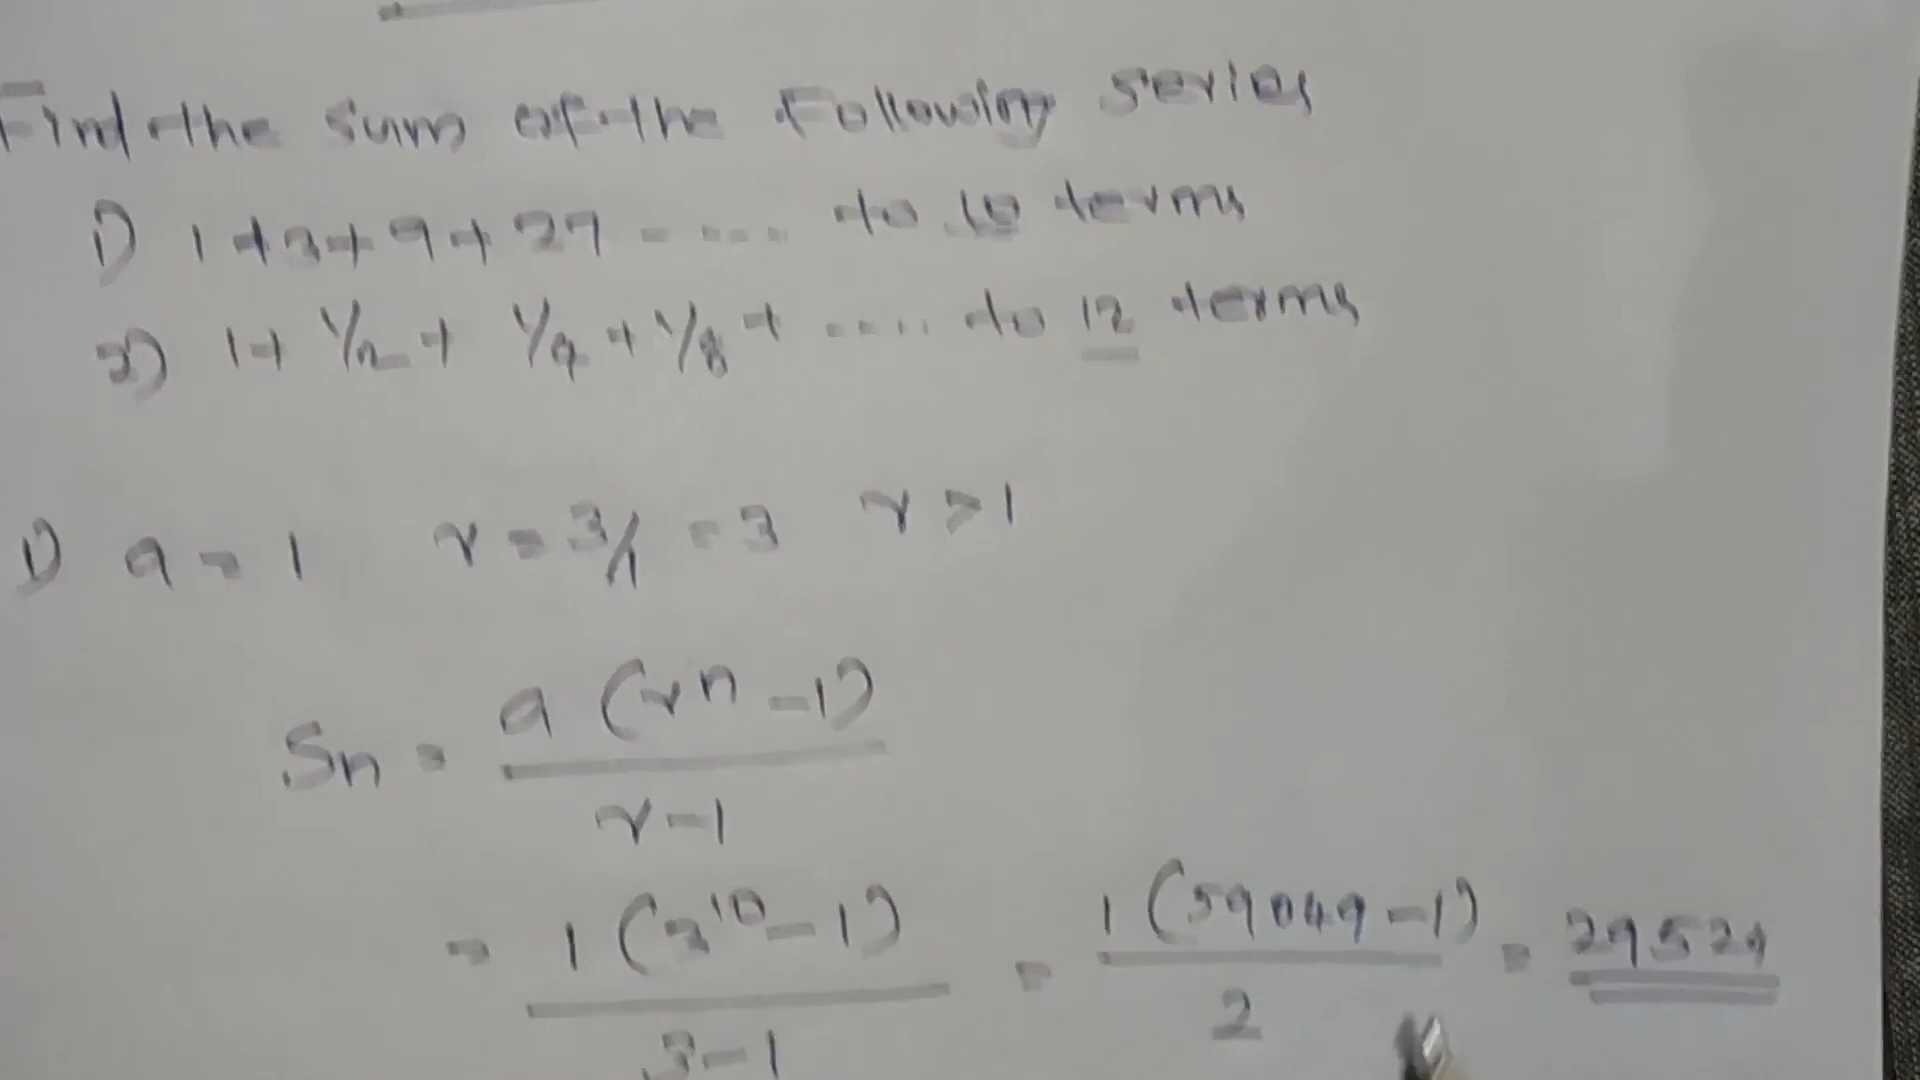 Find the sum of the Following series
1) 1+3+9+27 ----- to 10 terms
2) 1+ 1/2 + 1/4 + 1/8 + ..... to 12 terms
1) a = 1 r = 3/1 = 3 r > 1
Sn = a (r^n - 1) / r-1
= 1 (3^10 - 1) / 3-1 = 1 (59049-1) / 2 = 29524